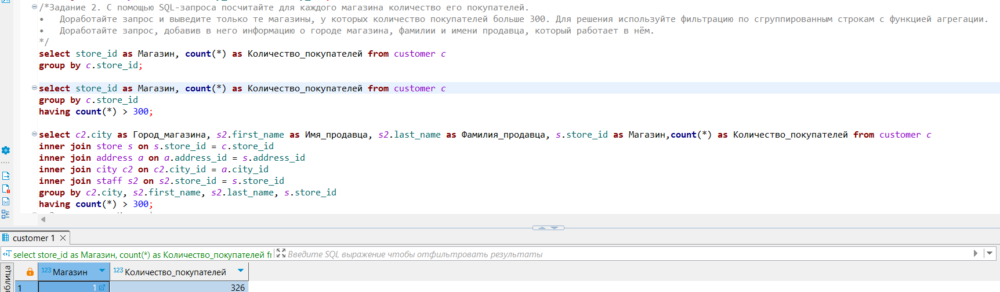 /*Задание 2. С помощью SQL-запроса посчитайте для каждого магазина количество его покупателей.
• Доработайте запрос и выведите только те магазины, у которых количество покупателей больше 300. Для решения используйте фильтрацию по сгруппированным строкам с функцией агрегации.
• Доработайте запрос, добавив в него информацию о городе магазина, фамилии и имени продавца, который работает в нём.
*/
select store_id as Магазин, count(*) as Количество_покупателей from customer c
group by c.store_id;
select store_id as Магазин, count(*) as Количество_покупателей from customer c
group by c.store_id
having count(*) > 300;
select c2.city as Город_магазина, s2.first_name as Имя_продавца, s2.last_name as Фамилия_продавца, s.store_id as Магазин,count(*) as Количество_покупателей from customer c
inner join store s on s.store_id = c.store_id
inner join address a on a.address_id = s.address_id
inner join city c2 on c2.city_id = a.city_id
inner join staff s2 on s2.store_id = s.store_id
group by c2.city, s2.first_name, s2.last_name, s.store_id
having count(*) > 300;
customer 1
select store_id as Магазин, count(*) as Количество_покупателей fr
Введите SQL выражение чтобы отфильтровать результаты
123 Магазин 123 Количество_покупателей
1 1 326